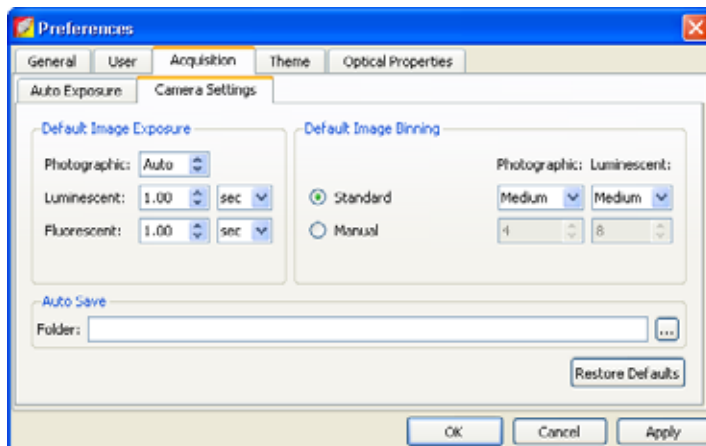 Preferences
General User Acquisition Theme Optical Properties
Auto Exposure Camera Settings
Default Image Exposure Default Image Binning
Photographic: Auto Photographic: Luminescent:
Luminescent: 1.00 sec Standard Medium Medium
Fluorescent: 1.00 sec Manual 4 8
Auto Save
Folder: ...
Restore Defaults
OK Cancel Apply